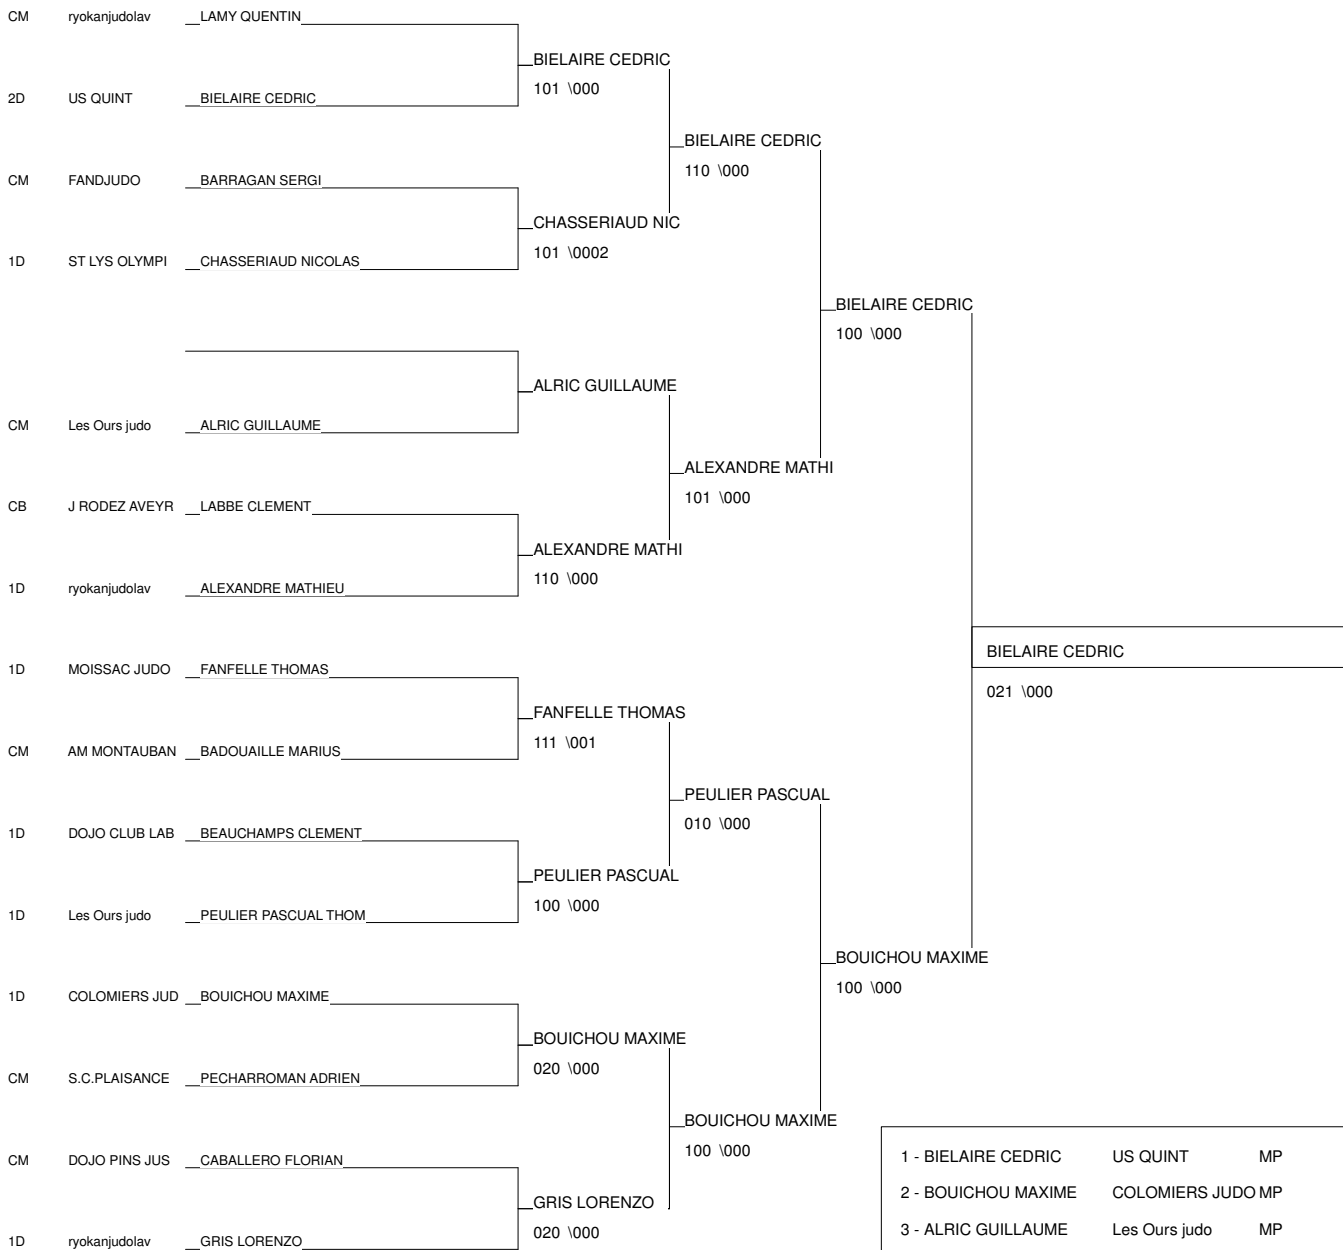 CM ryokanjudolav LAMY QUENTIN
BIELAIRE CEDRIC
101 \000
2D US QUINT BIELAIRE CEDRIC
BIELAIRE CEDRIC
110 \000
CM FANDJUDO BARRAGAN SERGI
CHASSERIAUD NIC
101 \0002
1D ST LYS OLYMPI CHASSERIAUD NICOLAS
BIELAIRE CEDRIC
100 \000
ALRIC GUILLAUME
CM Les Ours judo ALRIC GUILLAUME
ALEXANDRE MATHI
101 \000
CB J RODEZ AVEYR LABBE CLEMENT
ALEXANDRE MATHI
110 \000
1D ryokanjudolav ALEXANDRE MATHIEU
BIELAIRE CEDRIC
021 \000
1D MOISSAC JUDO FANFELLE THOMAS
FANFELLE THOMAS
111 \001
CM AM MONTAUBAN BADOUAILLE MARIUS
PEULIER PASCUAL
010 \000
1D DOJO CLUB LAB BEAUCHAMPS CLEMENT
PEULIER PASCUAL
100 \000
1D Les Ours judo PEULIER PASCUAL THOM
BOUICHOU MAXIME
100 \000
1D COLOMIERS JUD BOUICHOU MAXIME
BOUICHOU MAXIME
020 \000
CM S.C.PLAISANCE PECHARROMAN ADRIEN
BOUICHOU MAXIME
100 \000
CM DOJO PINS JUS CABALLERO FLORIAN
GRIS LORENZO
020 \000
1D ryokanjudolav GRIS LORENZO
1 - BIELAIRE CEDRIC US QUINT MP
2 - BOUICHOU MAXIME COLOMIERS JUDO MP
3 - ALRIC GUILLAUME Les Ours judo MP